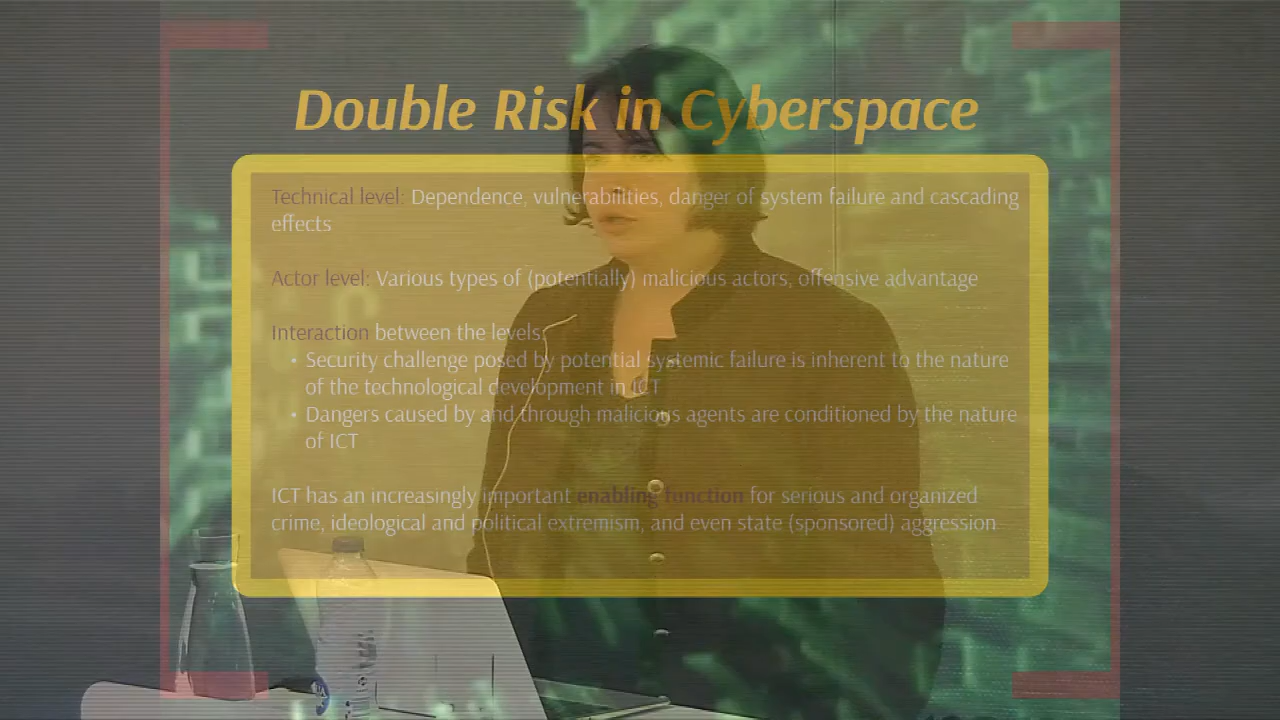 Double Risk in Cyberspace
Technical level: Dependence, vulnerabilities, danger of system failure and cascading
effects
Actor level: Various types of (potentially) malicious actors, offensive advantage
Interaction between the levels:
• Security challenge posed by potential systemic failure is inherent to the nature
of the technological development in ICT
• Dangers caused by and through malicious agents are conditioned by the nature
of ICT
ICT has an increasingly important enabling function for serious and organized
crime, ideological and political extremism, and even state (sponsored) aggression.